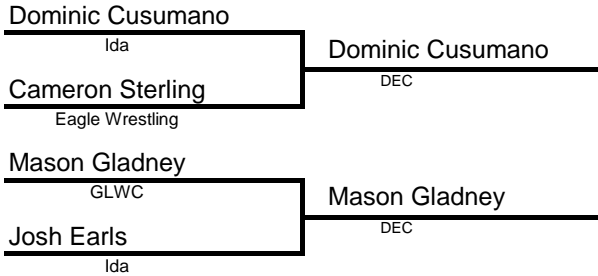 Dominic Cusumano
Ida
Dominic Cusumano
DEC
Cameron Sterling
Eagle Wrestling
Mason Gladney
GLWC
Mason Gladney
DEC
Josh Earls
Ida